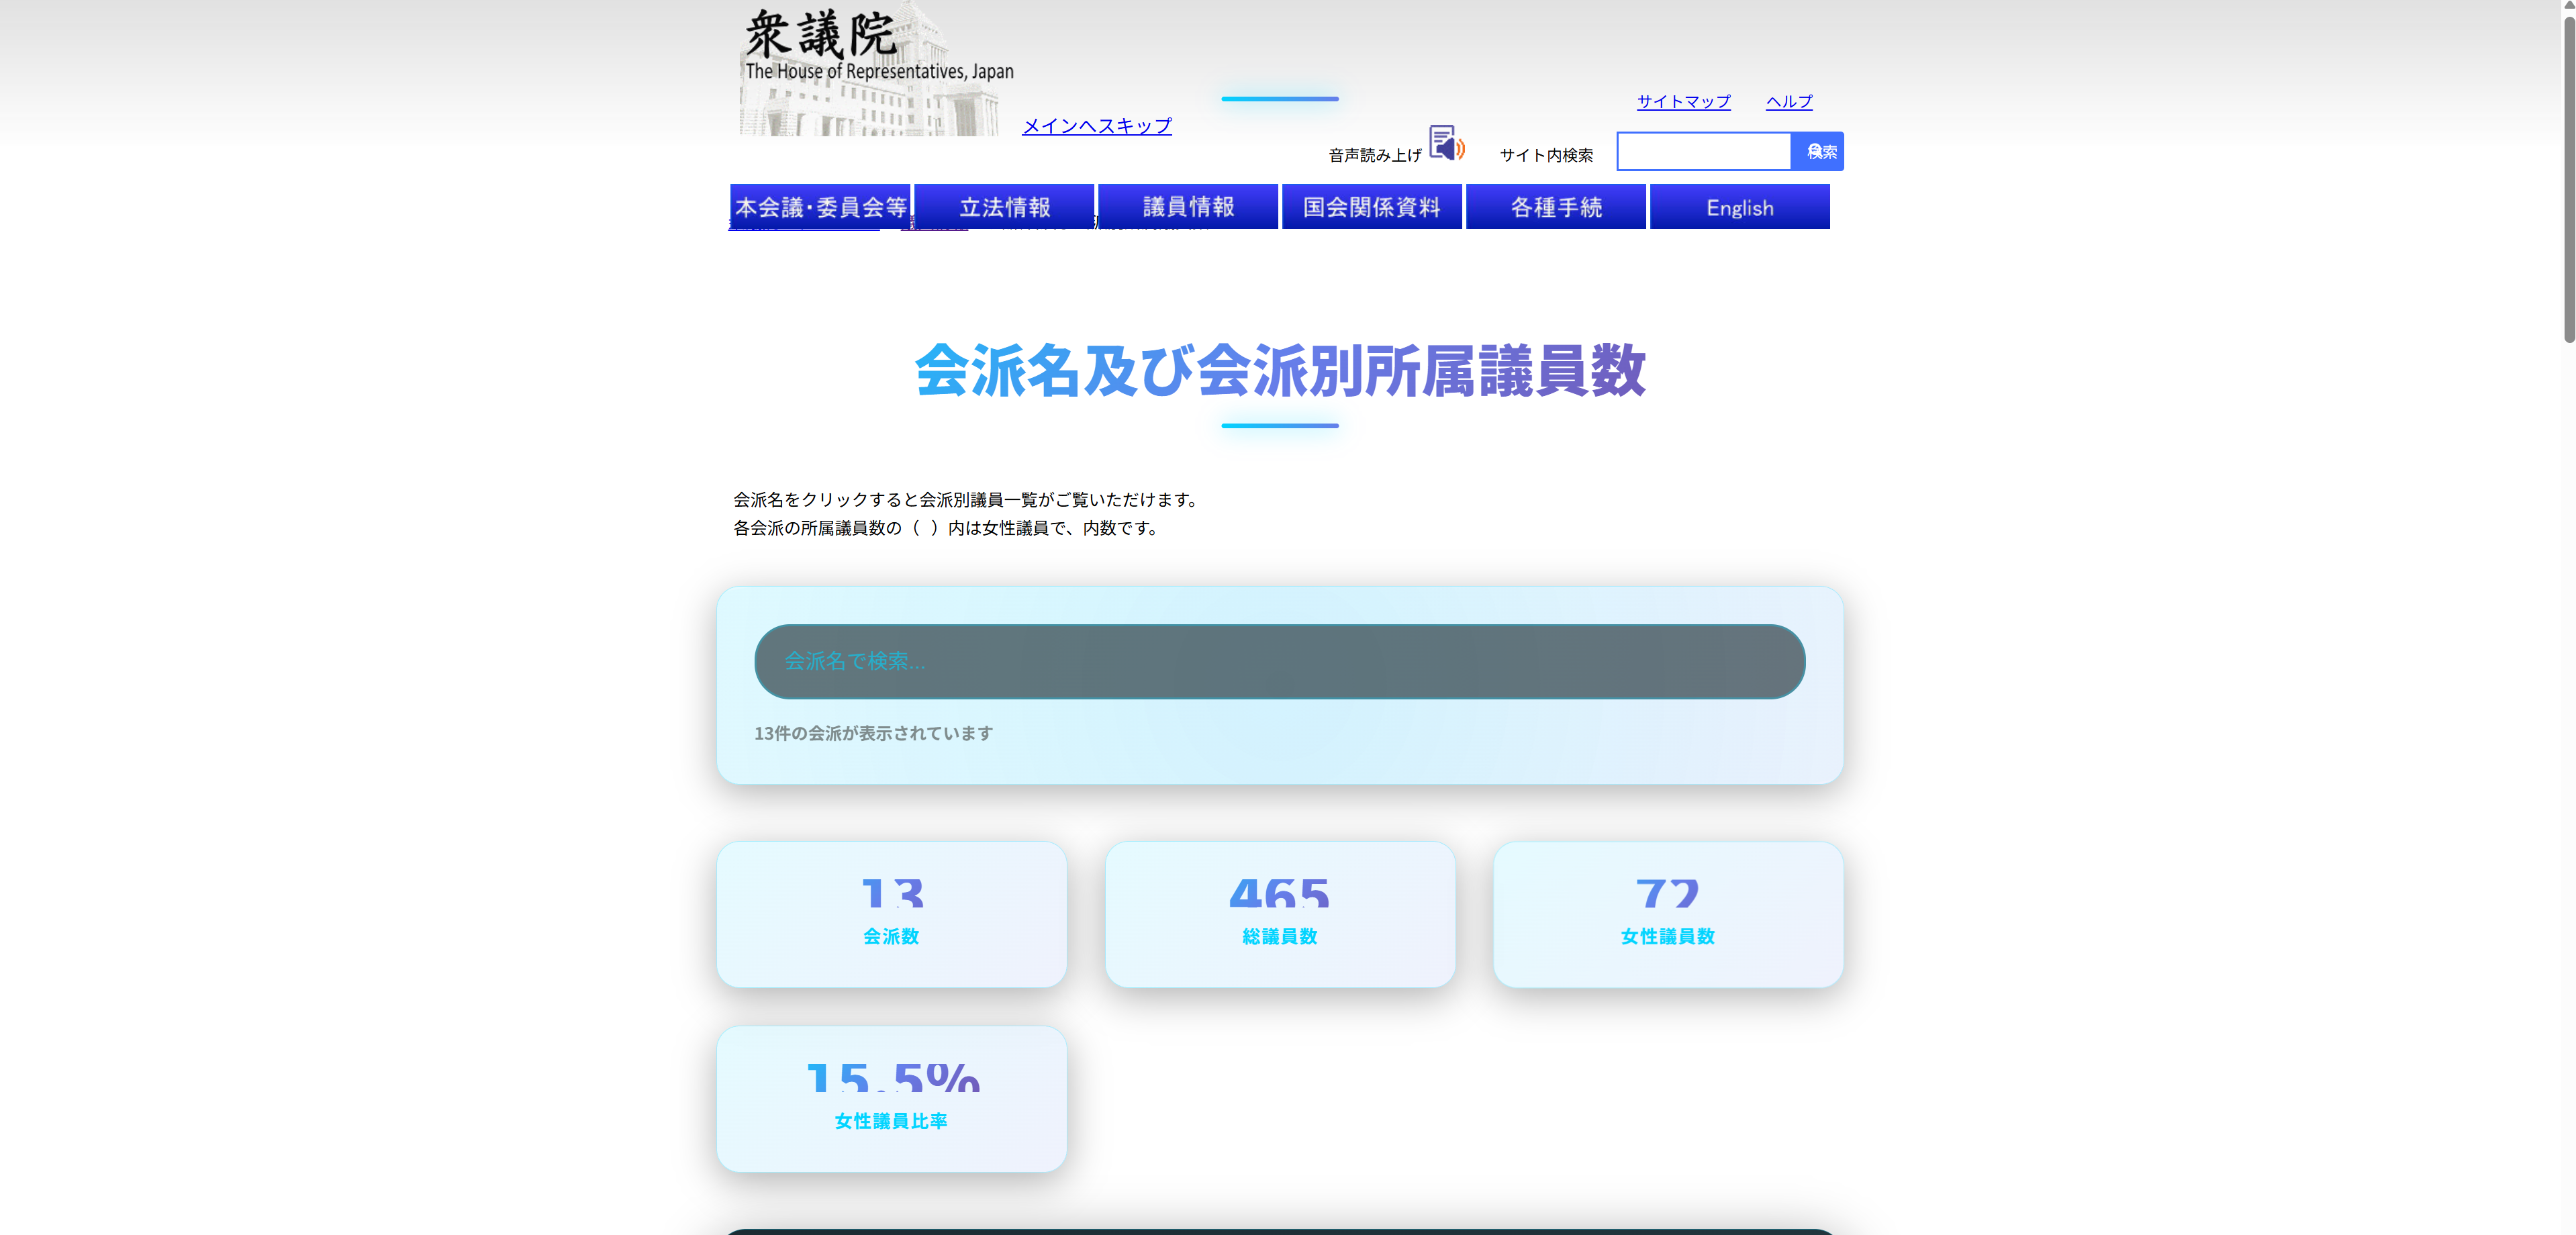 衆議院
The House of Representatives, Japan
メインへスキップ
サイトマップ
ヘルプ
音声読み上げ
サイト内検索
検索
本会議・委員会等
立法情報
議員情報
国会関係資料
各種手続
English
会派名及び会派別所属議員数
会派名をクリックすると会派別議員一覧がご覧いただけます。
各会派の所属議員数の（ ）内は女性議員で、内数です。
会派名で検索...
13件の会派が表示されています
13
会派数
465
総議員数
72
女性議員数
15.5%
女性議員比率